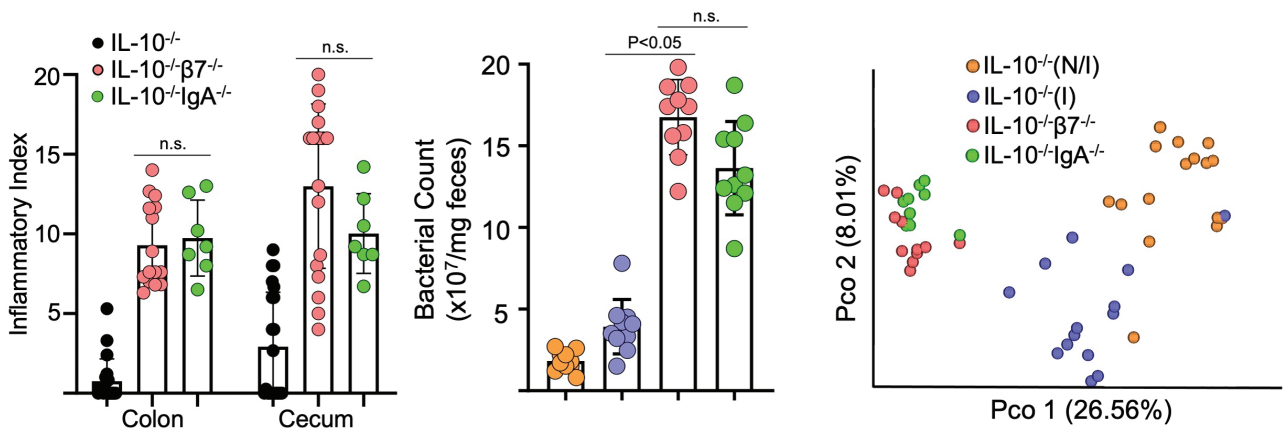 IL-10⁻/⁻
IL-10⁻/⁻β7⁻/⁻
IL-10⁻/⁻IgA⁻/⁻
Inflammatory Index
20
15
10
5
n.s.
n.s.
Colon
Cecum
Bacterial Count
(x10⁷/mg feces)
20
15
10
5
P<0.05
n.s.
IL-10⁻/⁻(N/I)
IL-10⁻/⁻(I)
IL-10⁻/⁻β7⁻/⁻
IL-10⁻/⁻IgA⁻/⁻
Pco 2 (8.01%)
Pco 1 (26.56%)